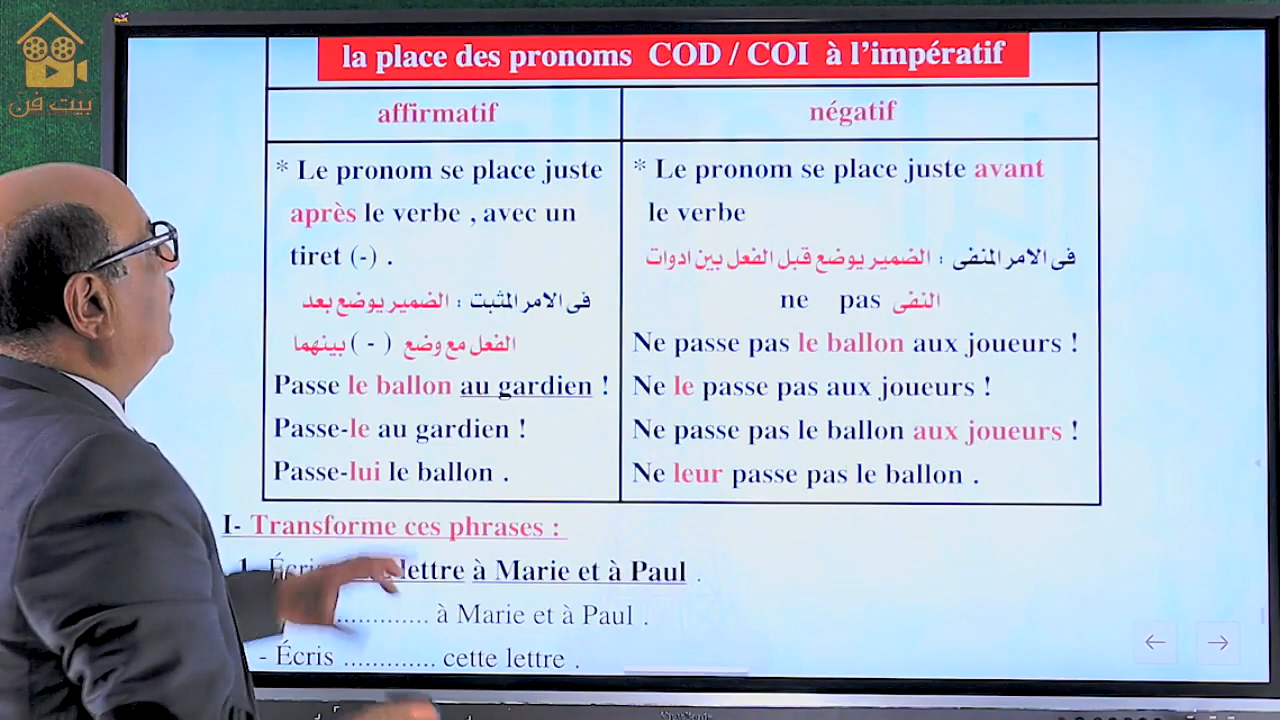 بيت فن
la place des pronoms COD / COI à l'impératif
affirmatif
* Le pronom se place juste
après le verbe , avec un
tiret (-) .
فى الامر المثبت : الضمير يوضع بعد
الفعل مع وضع ( - ) بينهما
Passe le ballon au gardien !
Passe-le au gardien !
Passe-lui le ballon .
négatif
* Le pronom se place juste avant
le verbe
فى الامر المنفى : الضمير يوضع قبل الفعل بين ادوات
النفى ne pas
Ne passe pas le ballon aux joueurs !
Ne le passe pas aux joueurs !
Ne passe pas le ballon aux joueurs !
Ne leur passe pas le ballon .
I- Transforme ces phrases :
1- Écris lettre à Marie et à Paul .
............. à Marie et à Paul .
- Écris ............. cette lettre .